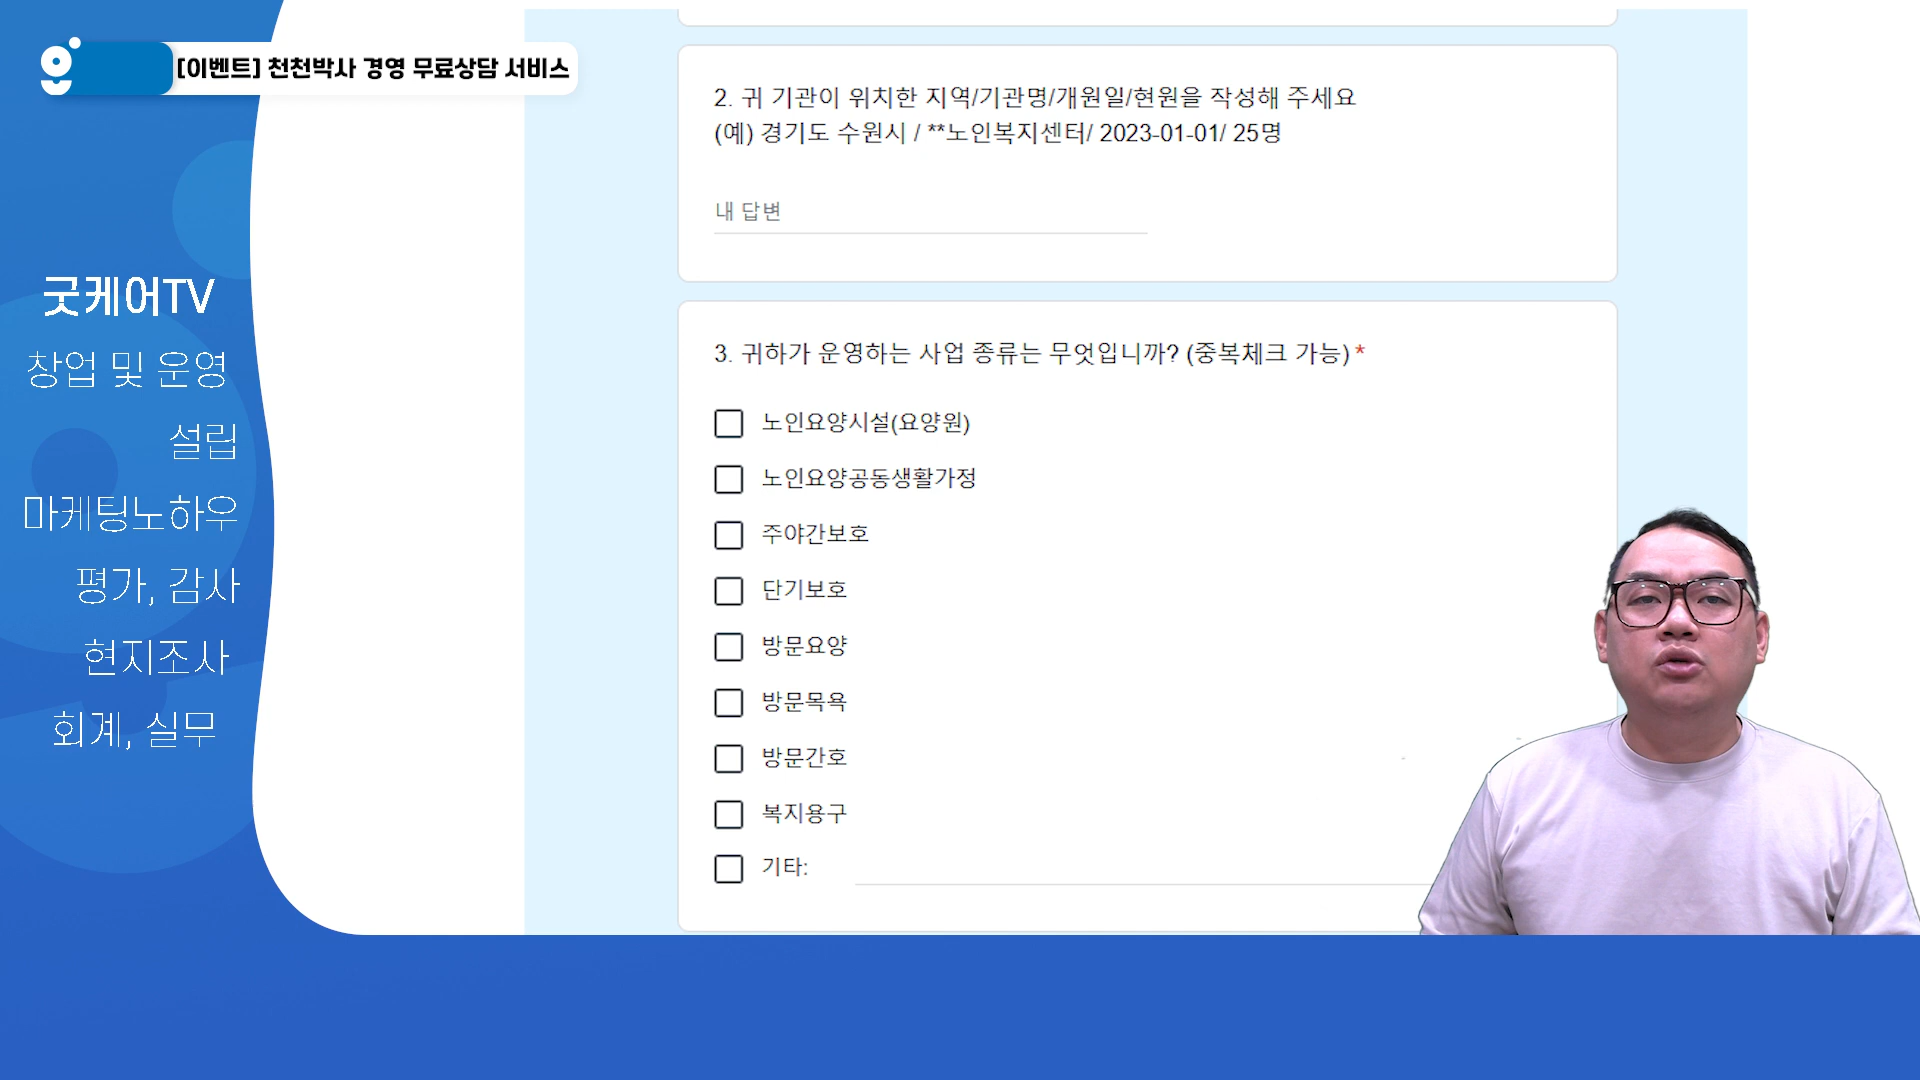 [이벤트] 천천박사 경영 무료상담 서비스
굿케어TV
창업 및 운영
설립
마케팅노하우
평가, 감사
현지조사
회계, 실무
2. 귀 기관이 위치한 지역/기관명/개원일/현원을 작성해 주세요
(예) 경기도 수원시 / **노인복지센터/ 2023-01-01/ 25명
내 답변
3. 귀하가 운영하는 사업 종류는 무엇입니까? (중복체크 가능) *
노인요양시설(요양원)
노인요양공동생활가정
주야간보호
단기보호
방문요양
방문목욕
방문간호
복지용구
기타: